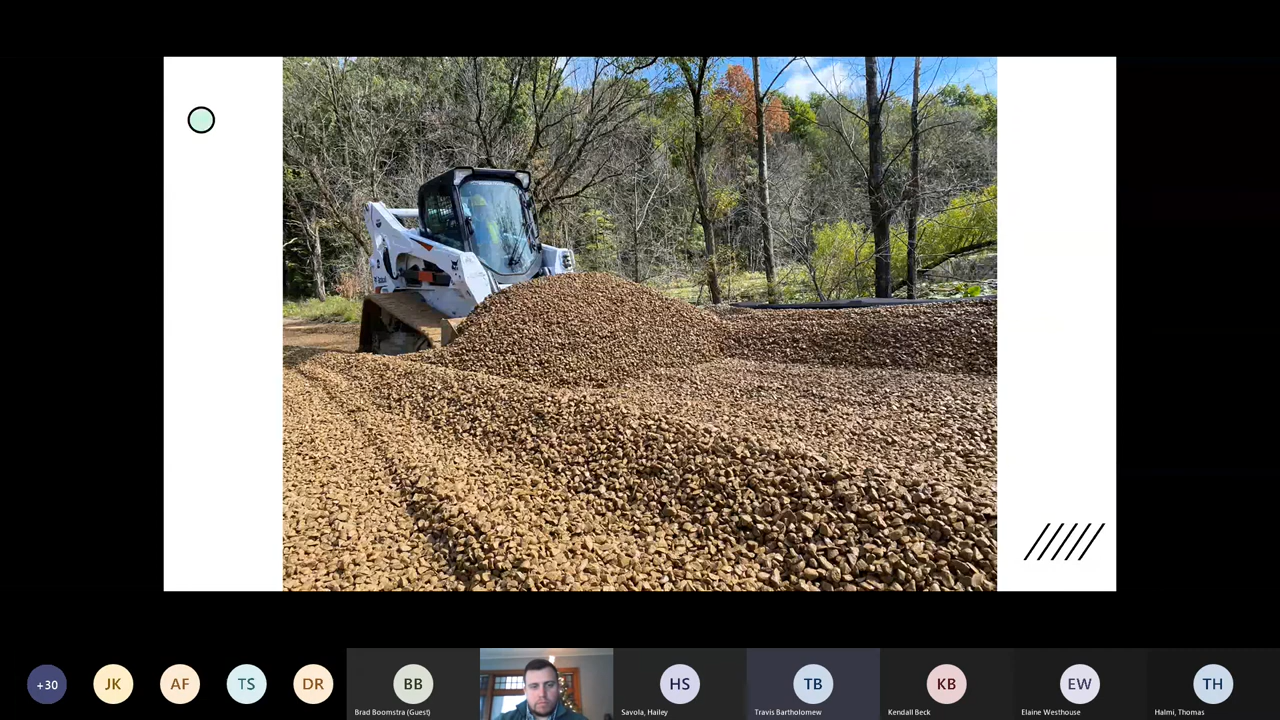 +30
JK
AF
TS
DR
BB
Brad Boomstra (Guest)
HS
Savola, Hailey
TB
Travis Bartholomew
KB
Kendall Beck
EW
Elaine Westhouse
TH
Halmi, Thomas